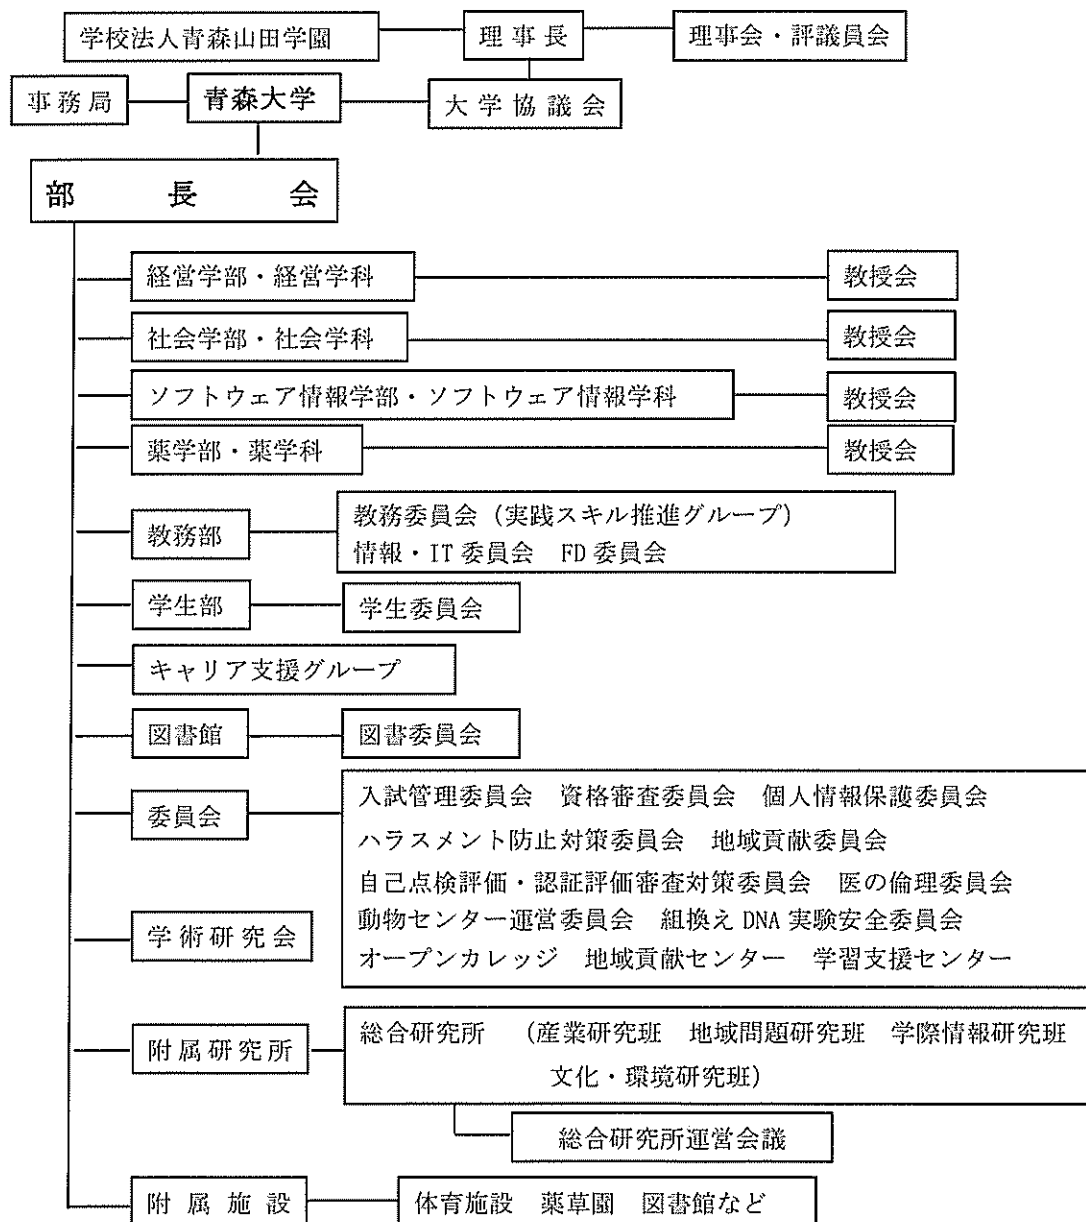 学校法人青森山田学園 理事長 理事会・評議員会
事務局 青森大学 大学協議会
部長会
経営学部・経営学科 教授会
社会学部・社会学科 教授会
ソフトウェア情報学部・ソフトウェア情報学科 教授会
薬学部・薬学科 教授会
教務部 教務委員会（実践スキル推進グループ）
情報・IT委員会 FD委員会
学生部 学生委員会
キャリア支援グループ
図書館 図書委員会
委員会 入試管理委員会 資格審査委員会 個人情報保護委員会
ハラスメント防止対策委員会 地域貢献委員会
自己点検評価・認証評価審査対策委員会 医の倫理委員会
動物センター運営委員会 組換えDNA実験安全委員会
学術研究会 オープンカレッジ 地域貢献センター 学習支援センター
附属研究所 総合研究所 （産業研究班 地域問題研究班 学際情報研究班
文化・環境研究班）
総合研究所運営会議
附属施設 体育施設 薬草園 図書館など